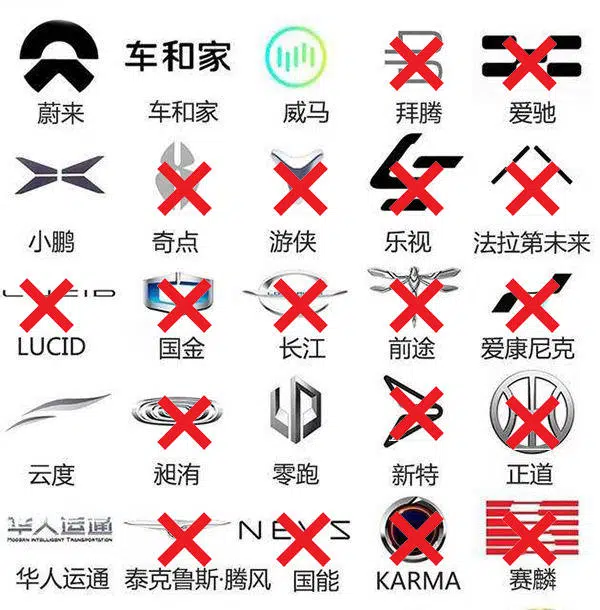 车和家
蔚来 车和家 威马 拜腾 爱驰
小鹏 奇点 游侠 乐视 法拉第未来
LUCID
LUCID 国金 长江 前途 爱康尼克
云度 昶洧 零跑 新特 正道
华人运通
MODERN INTELLIGENT TRANSPORTATION
NEVS
华人运通 泰克鲁斯·腾风 国能 KARMA 赛麟